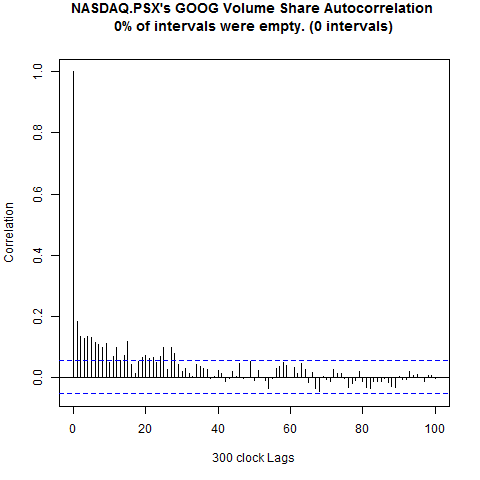 NASDAQ.PSX's GOOG Volume Share Autocorrelation
0% of intervals were empty. (0 intervals)
Correlation
1.0
0.8
0.6
0.4
0.2
0.0
0 20 40 60 80 100
300 clock Lags